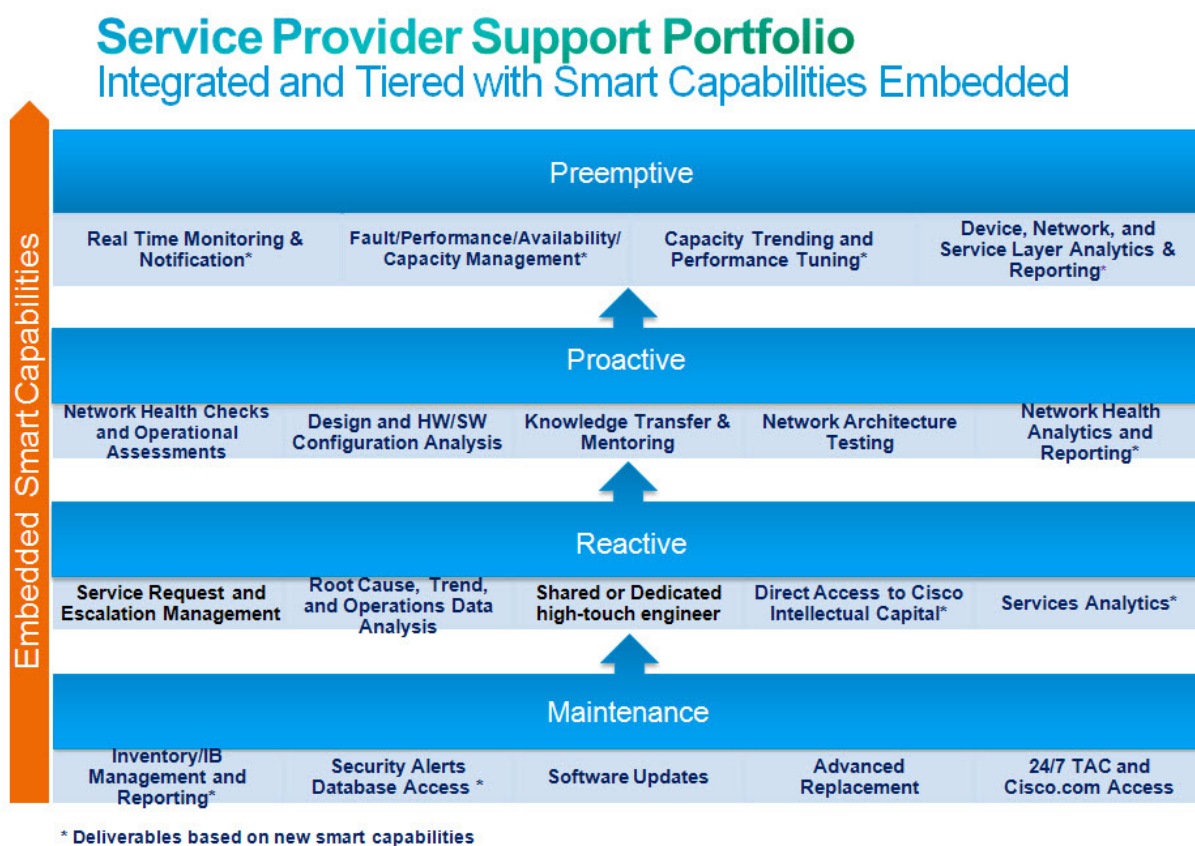 Service Provider Support Portfolio
Integrated and Tiered with Smart Capabilities Embedded
Embedded Smart Capabilities
Preemptive
Real Time Monitoring &
Notification*
Fault/Performance/Availability/
Capacity Management*
Capacity Trending and
Performance Tuning*
Device, Network, and
Service Layer Analytics &
Reporting*
Proactive
Network Health Checks
and Operational
Assessments
Design and HW/SW
Configuration Analysis
Knowledge Transfer &
Mentoring
Network Architecture
Testing
Network Health
Analytics and
Reporting*
Reactive
Service Request and
Escalation Management
Root Cause, Trend,
and Operations Data
Analysis
Shared or Dedicated
high-touch engineer
Direct Access to Cisco
Intellectual Capital*
Services Analytics*
Maintenance
Inventory/IB
Management and
Reporting*
Security Alerts
Database Access *
Software Updates
Advanced
Replacement
24/7 TAC and
Cisco.com Access
* Deliverables based on new smart capabilities